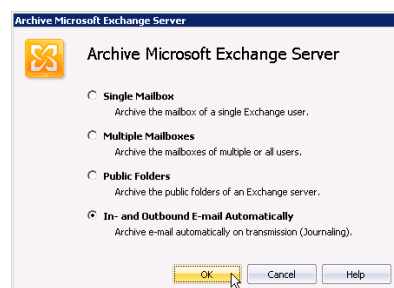 Archive Microsoft Exchange Server
Archive Microsoft Exchange Server
Single Mailbox
Archive the mailbox of a single Exchange user.
Multiple Mailboxes
Archive the mailboxes of multiple or all users.
Public Folders
Archive the public folders of an Exchange server.
In- and Outbound E-mail Automatically
Archive e-mail automatically on transmission (Journaling).
OK Cancel Help